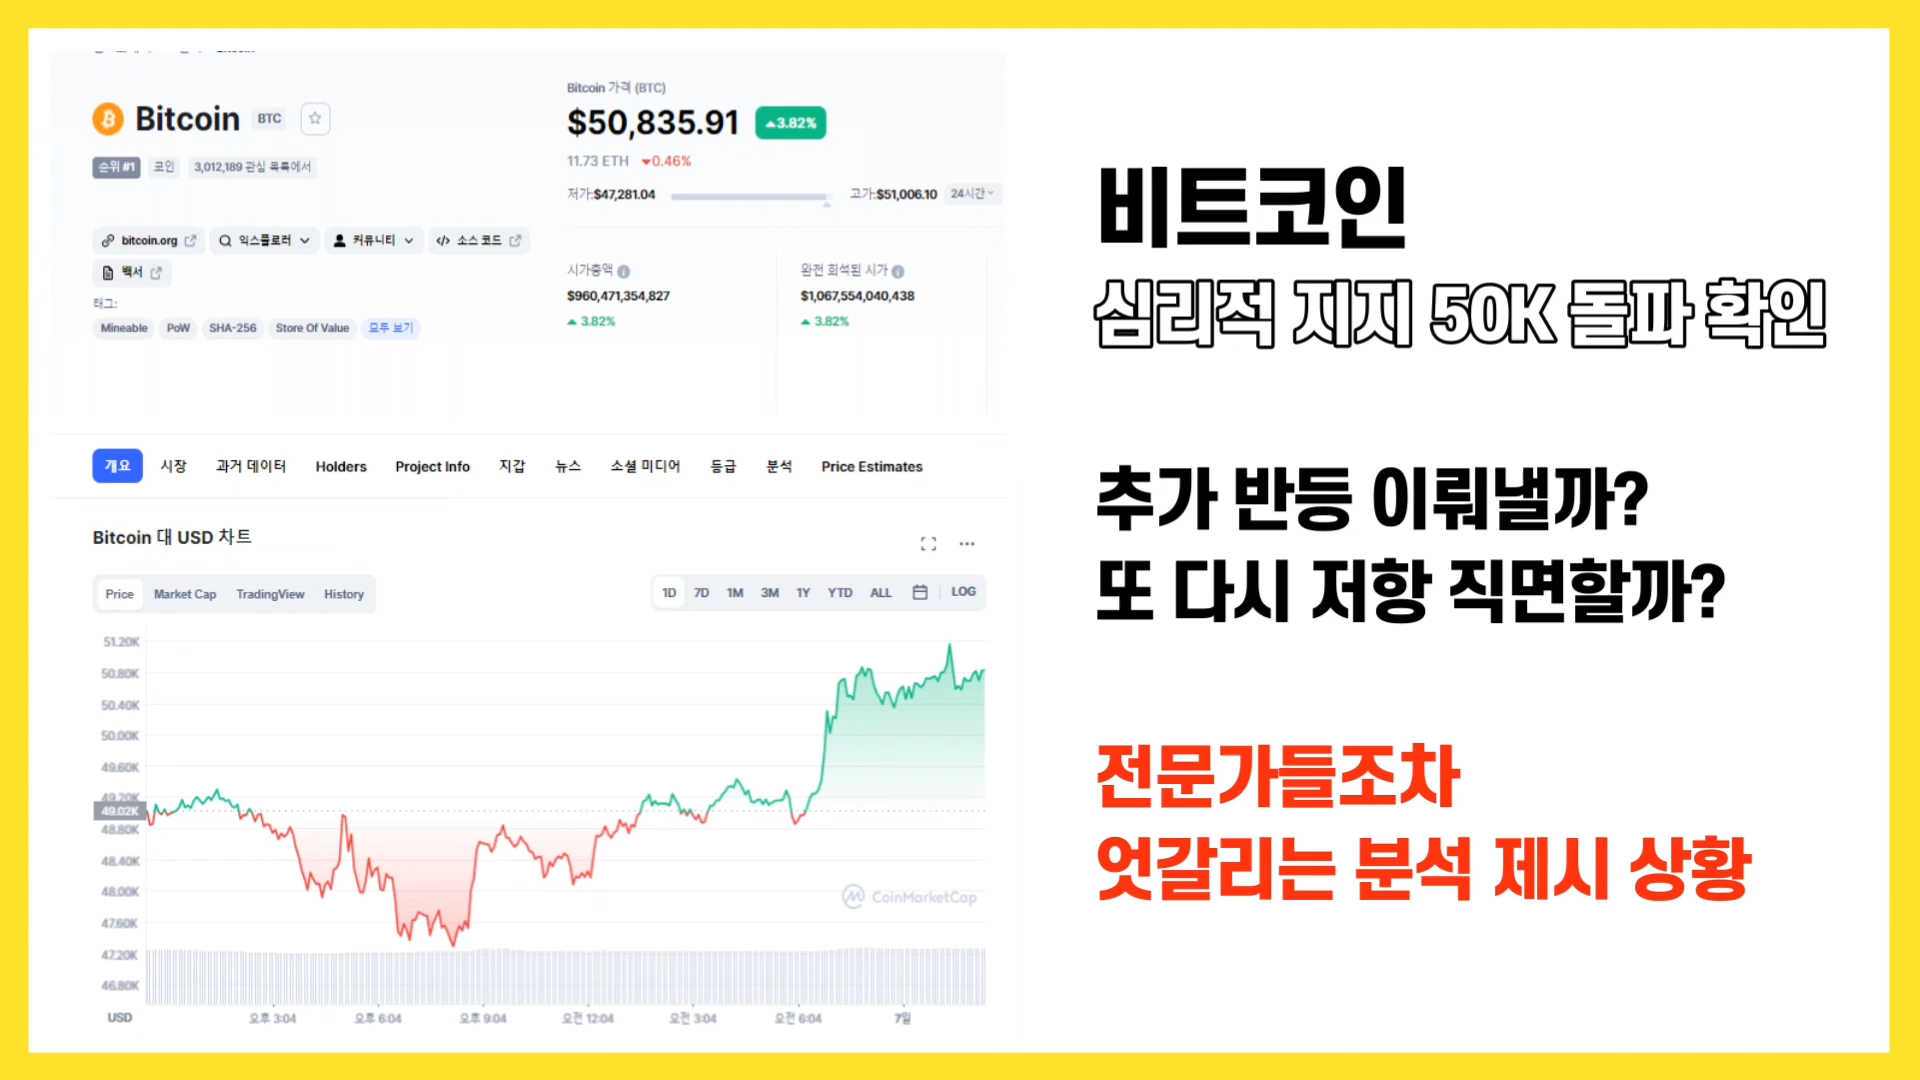 Bitcoin BTC
순위 #1 코인 3,012,189 관심 목록에서
bitcoin.org 익스플로러 커뮤니티 소스 코드
백서
태그:
Mineable PoW SHA-256 Store Of Value 모두 보기
Bitcoin 가격 (BTC)
$50,835.91 3.82%
11.73 ETH 0.46%
저가:$47,281.04 고가:$51,006.10 24시간
시가총액
$960,471,354,827
3.82%
완전 희석된 시가
$1,067,554,040,438
3.82%
개요 시장 과거 데이터 Holders Project Info 지갑 뉴스 소셜 미디어 등급 분석 Price Estimates
Bitcoin 대 USD 차트
Price Market Cap TradingView History
1D 7D 1M 3M 1Y YTD ALL LOG
51.20K
50.80K
50.40K
50.00K
49.60K
49.20K
49.02K
48.80K
48.40K
48.00K
47.60K
47.20K
46.80K
CoinMarketCap
USD 오후 3:04 오후 6:04 오후 9:04 오전 12:04 오전 3:04 오전 6:04 7일
비트코인
심리적 지지 50K 돌파 확인
추가 반등 이뤄낼까?
또 다시 저항 직면할까?
전문가들조차
엇갈리는 분석 제시 상황